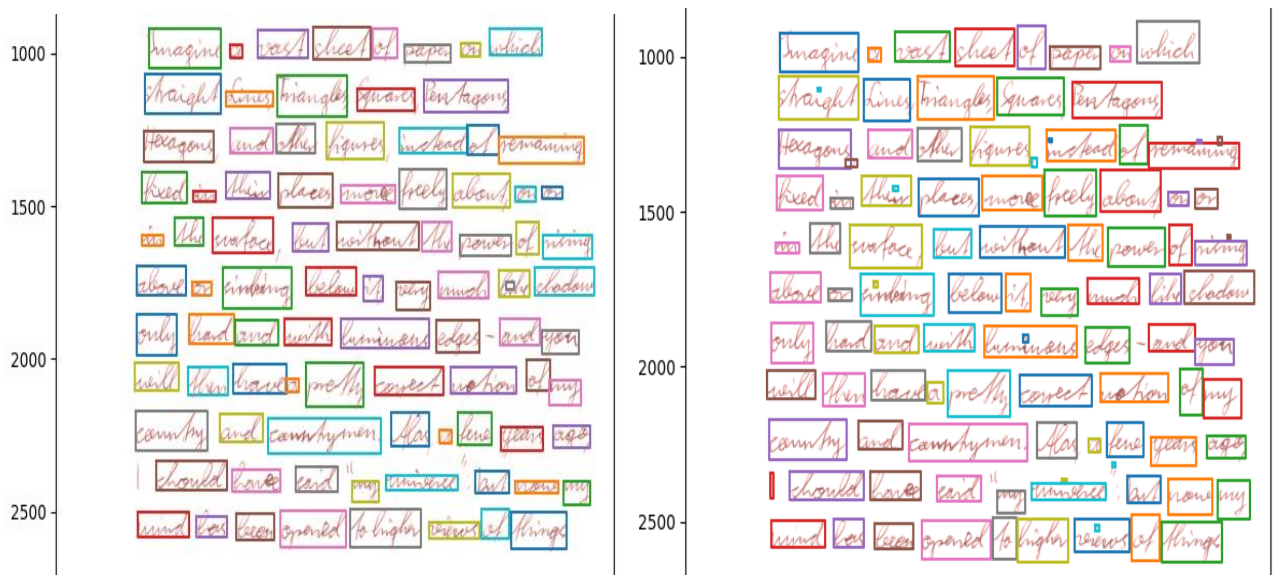 1000
1500
2000
2500
Imagine a vast sheet of paper on which
straight Lines, Triangles, Squares, Pentagons,
Hexagons, and other figures, instead of remaining
fixed in their places, move freely about, on or
in the surface, but without the power of rising
above or sinking below it, very much like shadows
only hard and with luminous edges - and you
will then have a pretty correct notion of my
country and countrymen. Alas, a few years ago,
I should have said "my universe": but now my
mind has been opened to higher views of things
1000
1500
2000
2500
Imagine a vast sheet of paper on which
straight Lines, Triangles, Squares, Pentagons,
Hexagons, and other figures, instead of remaining
fixed in their places, move freely about, on or
in the surface, but without the power of rising
above or sinking below it, very much like shadows
only hard and with luminous edges - and you
will then have a pretty correct notion of my
country and countrymen. Alas, a few years ago,
I should have said "my universe": but now my
mind has been opened to higher views of things